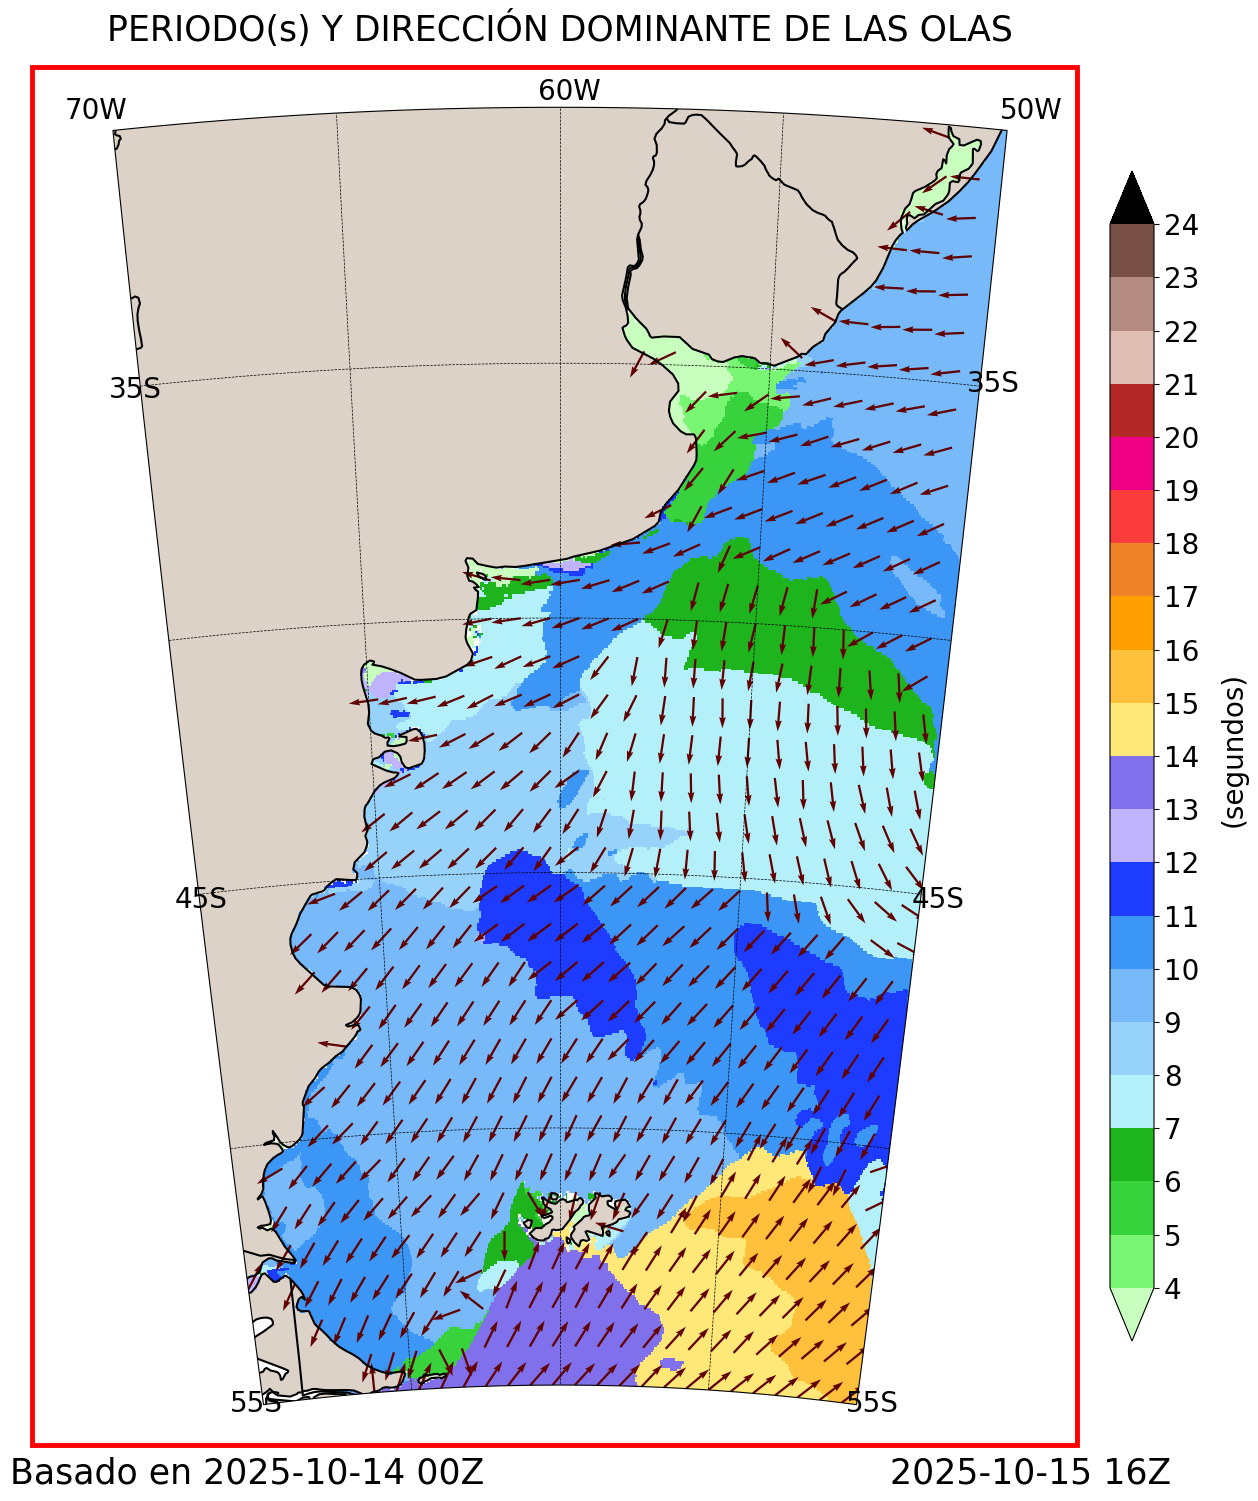 PERIODO(s) Y DIRECCIÓN DOMINANTE DE LAS OLAS
70W
60W
50W
35S
35S
45S
45S
55S
55S
24
23
22
21
20
19
18
17
16
15
14
13
12
11
10
9
8
7
6
5
4
(segundos)
Basado en 2025-10-14 00Z
2025-10-15 16Z